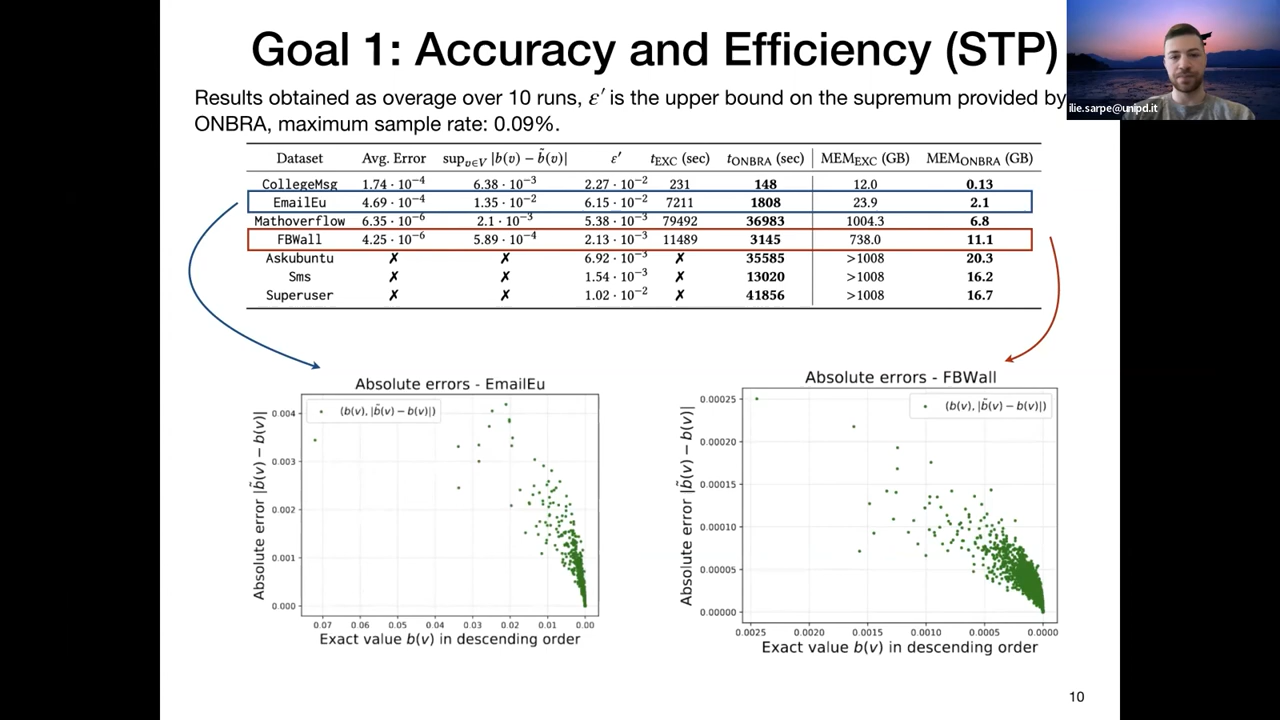 Goal 1: Accuracy and Efficiency (STP)
ilie.sarpe@unipd.it
Results obtained as overage over 10 runs, ε′ is the upper bound on the supremum provided by
ONBRA, maximum sample rate: 0.09%.
Dataset Avg. Error sup_{v∈V} |b(v) − b̃(v)| ε′ t_EXC (sec) t_ONBRA (sec) MEM_EXC (GB) MEM_ONBRA (GB)
CollegeMsg 1.74 · 10⁻⁴ 6.38 · 10⁻³ 2.27 · 10⁻² 231 148 12.0 0.13
EmailEu 4.69 · 10⁻⁴ 1.35 · 10⁻² 6.15 · 10⁻² 7211 1808 23.9 2.1
Mathoverflow 6.35 · 10⁻⁶ 2.1 · 10⁻³ 5.38 · 10⁻³ 79492 36983 1004.3 6.8
FBWall 4.25 · 10⁻⁶ 5.89 · 10⁻⁴ 2.13 · 10⁻³ 11489 3145 738.0 11.1
Askubuntu ✗ ✗ 6.92 · 10⁻³ ✗ 35585 >1008 20.3
Sms ✗ ✗ 1.54 · 10⁻³ ✗ 13020 >1008 16.2
Superuser ✗ ✗ 1.02 · 10⁻² ✗ 41856 >1008 16.7
Absolute errors - EmailEu
(b(v), |b̃(v) − b(v)|)
Absolute error |b̃(v) − b(v)|
0.004
0.003
0.002
0.001
0.000
0.07 0.06 0.05 0.04 0.03 0.02 0.01 0.00
Exact value b(v) in descending order
Absolute errors - FBWall
(b(v), |b̃(v) − b(v)|)
Absolute error |b̃(v) − b(v)|
0.00025
0.00020
0.00015
0.00010
0.00005
0.00000
0.0025 0.0020 0.0015 0.0010 0.0005 0.0000
Exact value b(v) in descending order
10